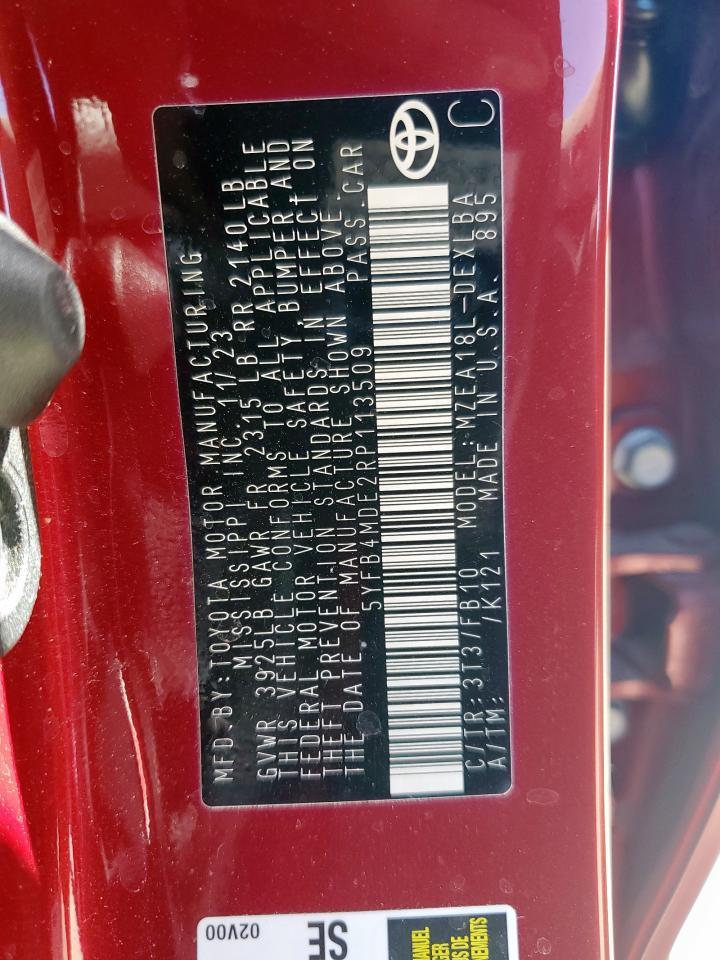 MFD. BY: TOYOTA MOTOR MANUFACTURING
MISSISSIPPI INC 11/23
GVWR 3925LB GAWR FR 2315 LB RR 2140 LB
THIS VEHICLE CONFORMS TO ALL APPLICABLE
FEDERAL MOTOR VEHICLE SAFETY, BUMPER, AND
THEFT PREVENTION STANDARDS IN EFFECT ON
THE DATE OF MANUFACTURE SHOWN ABOVE.
5YFB4MDE2RP113509 PASS. CAR
C/TR: 3T3/FB10 MODEL: MZEA18L-DEXLBA C
A/TM: /K121 MADE IN U.S.A. 895
02V00
SE
MANUEL